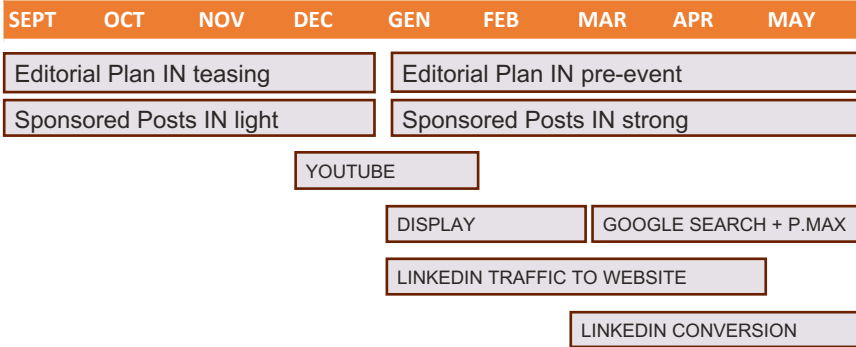 SEPT OCT NOV DEC GEN FEB MAR APR MAY
Editorial Plan IN teasing Editorial Plan IN pre-event
Sponsored Posts IN light Sponsored Posts IN strong
YOUTUBE
DISPLAY GOOGLE SEARCH + P.MAX
LINKEDIN TRAFFIC TO WEBSITE
LINKEDIN CONVERSION